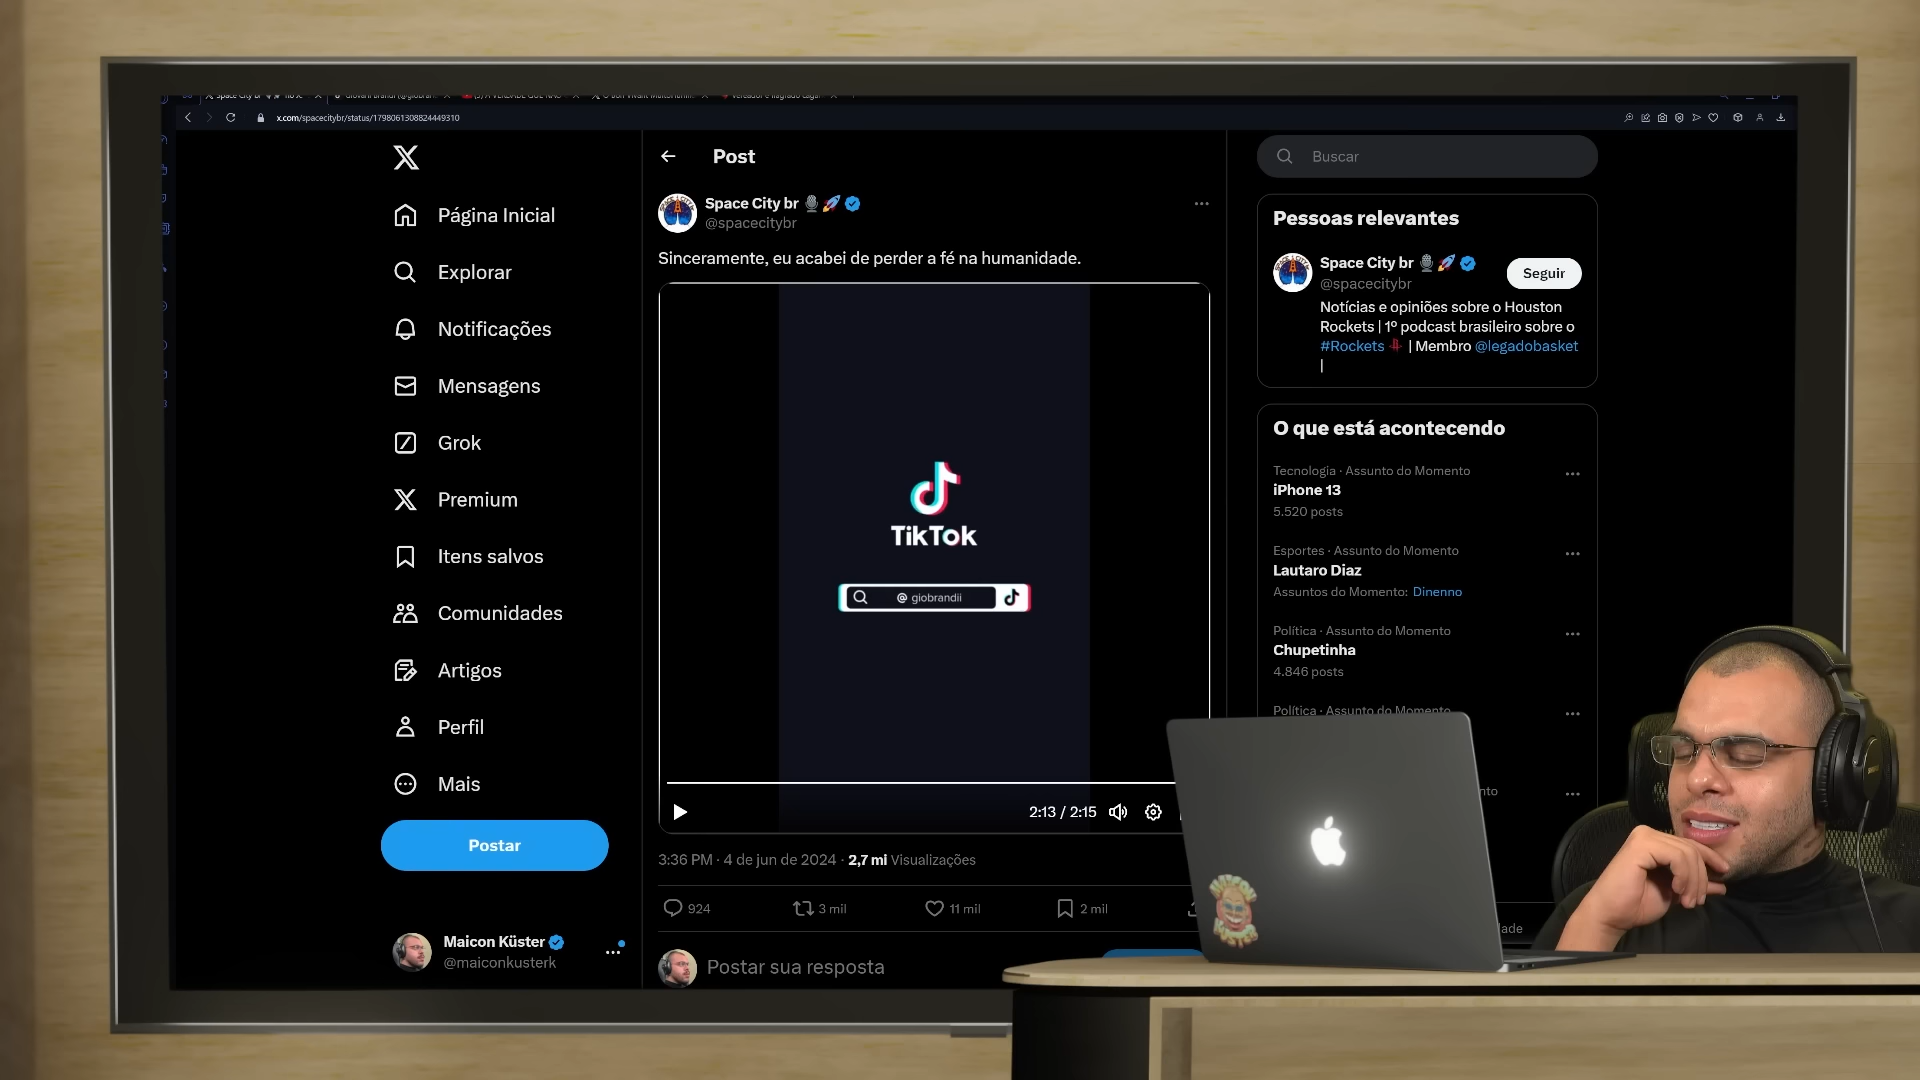 x.com/spacecitybr/status/1798061308824449310
Página Inicial
Explorar
Notificações
Mensagens
Grok
Premium
Itens salvos
Comunidades
Artigos
Perfil
Mais
Postar
Maicon Küster
@maiconkusterk
Post
Space City br
@spacecitybr
Sinceramente, eu acabei de perder a fé na humanidade.
TikTok
@ giobrandii
2:13 / 2:15
3:36 PM · 4 de jun de 2024 · 2,7 mi Visualizações
924
3 mil
11 mil
2 mil
Postar sua resposta
Buscar
Pessoas relevantes
Space City br
@spacecitybr
Seguir
Notícias e opiniões sobre o Houston
Rockets | 1º podcast brasileiro sobre o
#Rockets | Membro @legadobasket
|
O que está acontecendo
Tecnologia · Assunto do Momento
iPhone 13
5.520 posts
Esportes · Assunto do Momento
Lautaro Diaz
Assuntos do Momento: Dinenno
Política · Assunto do Momento
Chupetinha
4.846 posts
Política · Assunto do Momento